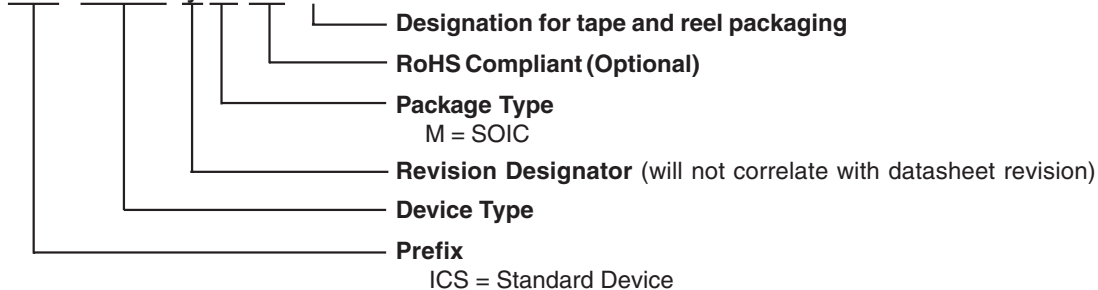 Designation for tape and reel packaging
RoHS Compliant (Optional)
Package Type
M = SOIC
Revision Designator (will not correlate with datasheet revision)
Device Type
Prefix
ICS = Standard Device